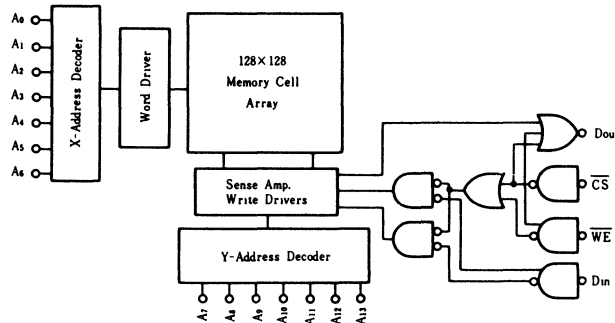 A0
A1
A2
A3
A4
A5
A6
X-Address Decoder
Word Driver
128×128
Memory Cell
Array
Sense Amp.
Write Drivers
Y-Address Decoder
A7
A8
A9
A10
A11
A12
A13
Dou
CS
WE
Din